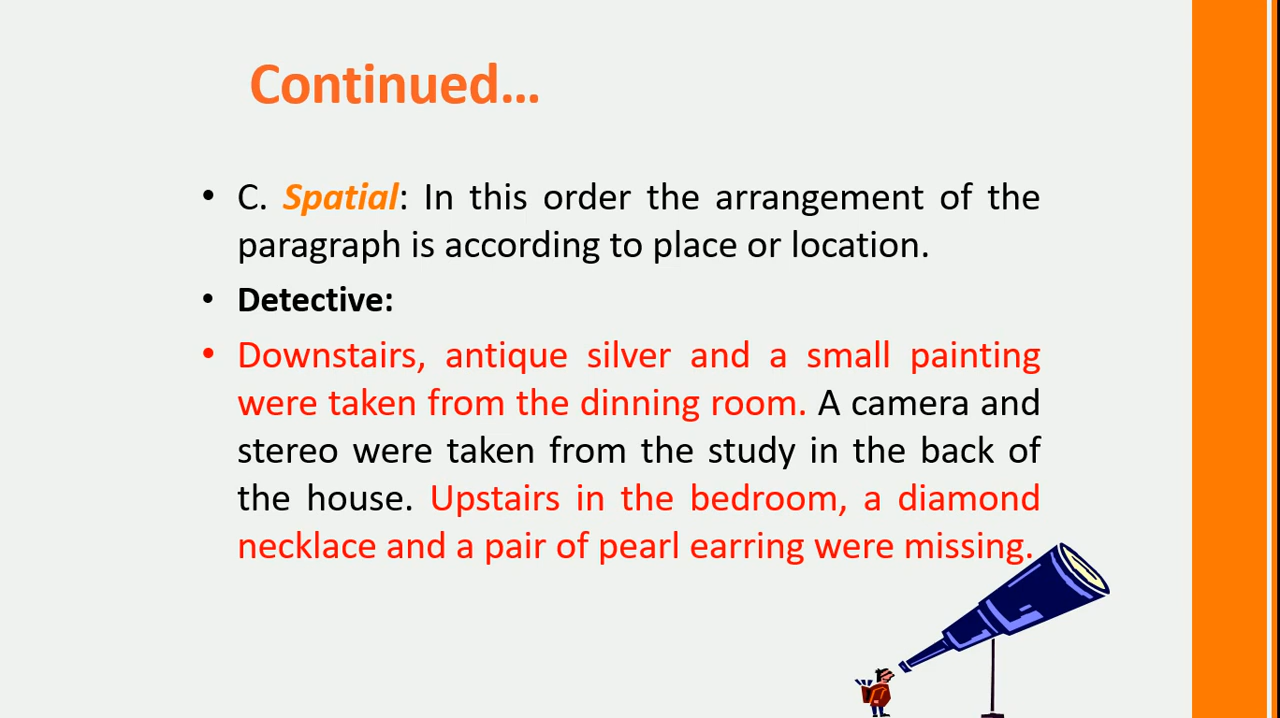 Continued…
• C. Spatial: In this order the arrangement of the
paragraph is according to place or location.
• Detective:
• Downstairs, antique silver and a small painting
were taken from the dinning room. A camera and
stereo were taken from the study in the back of
the house. Upstairs in the bedroom, a diamond
necklace and a pair of pearl earring were missing.